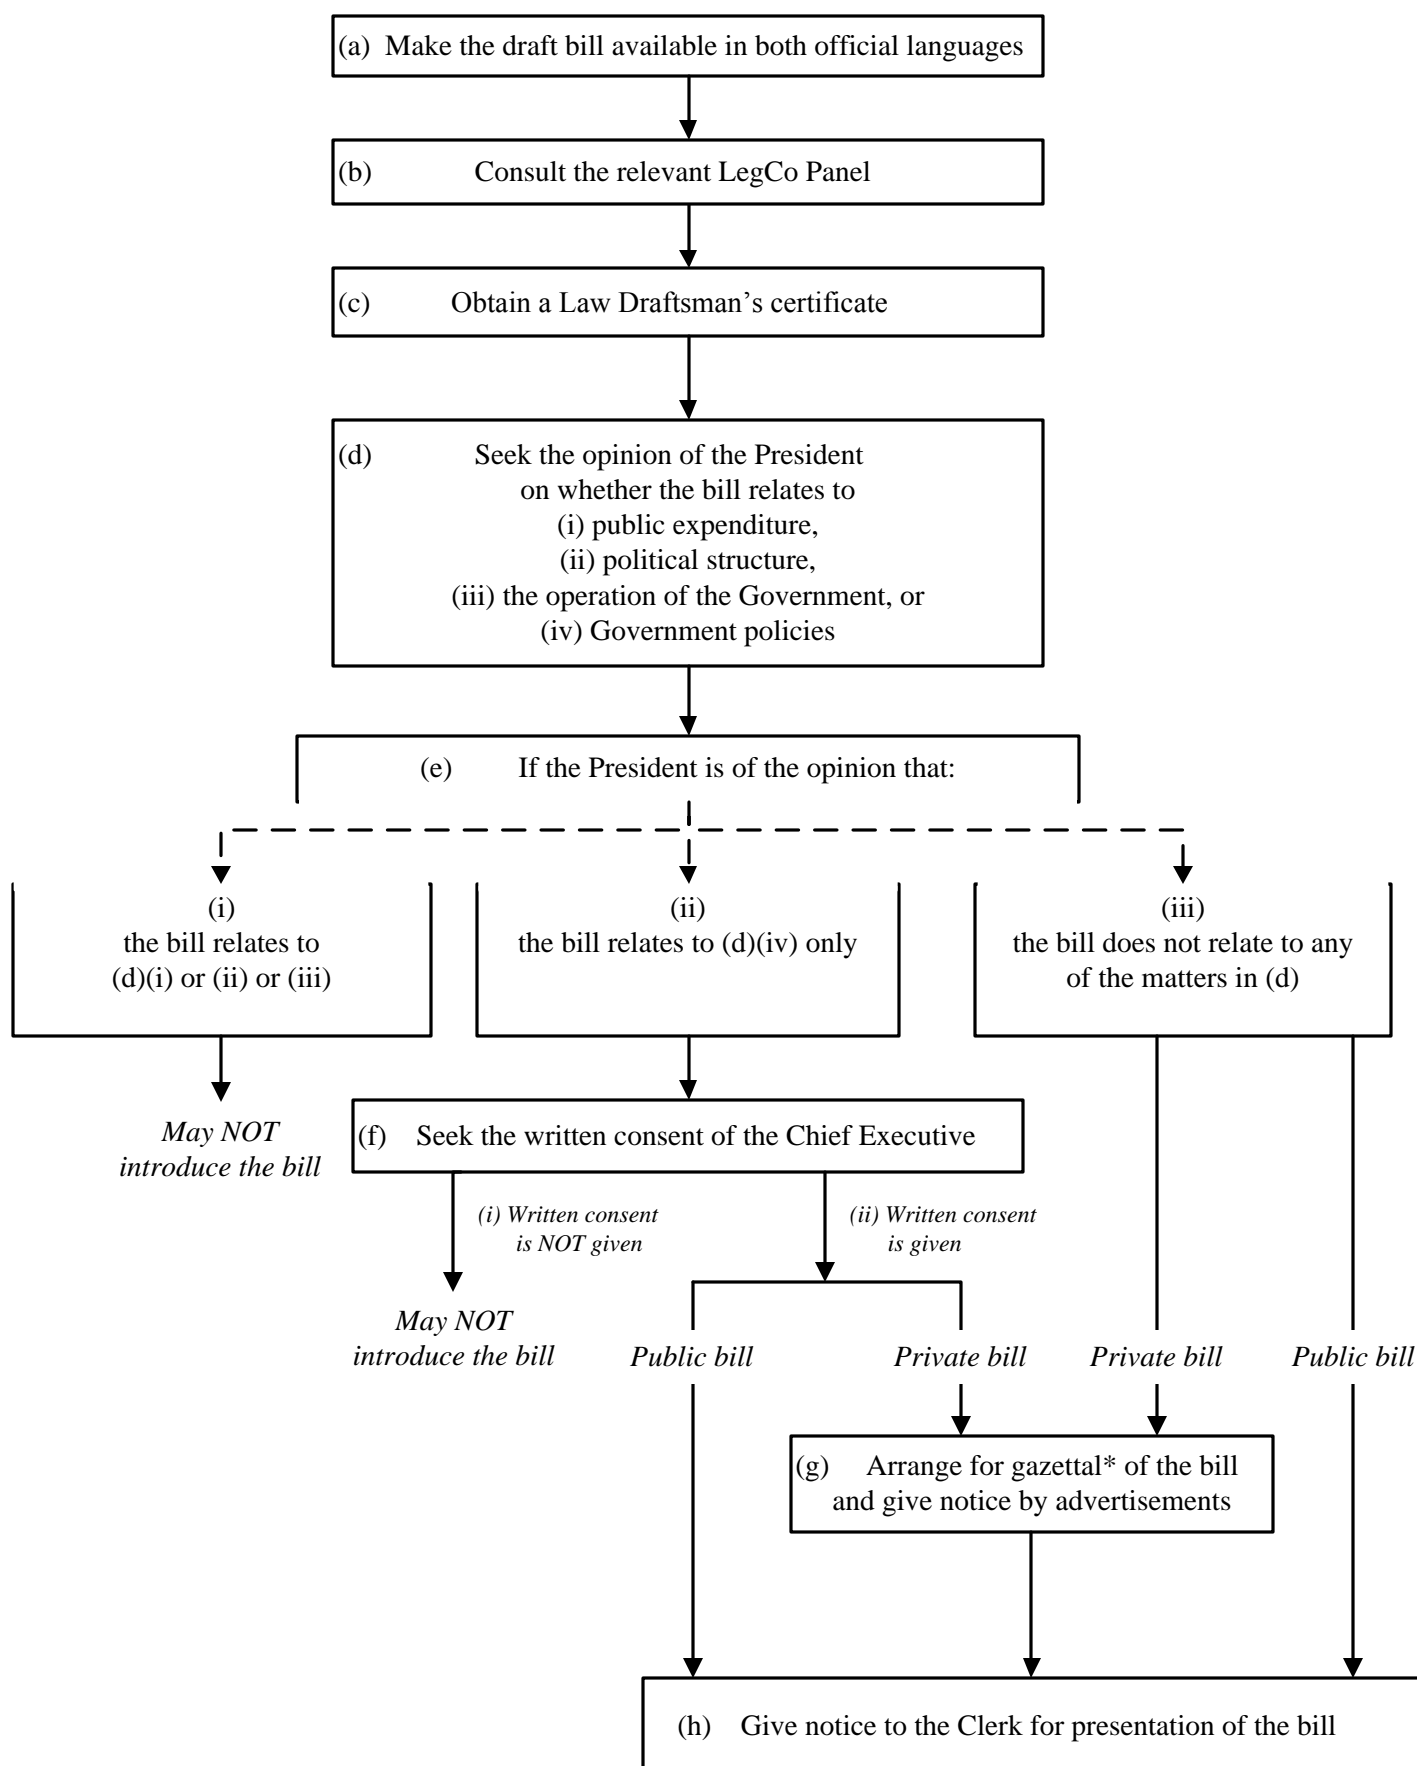 (a) Make the draft bill available in both official languages
(b) Consult the relevant LegCo Panel
(c) Obtain a Law Draftsman’s certificate
(d) Seek the opinion of the President
on whether the bill relates to
(i) public expenditure,
(ii) political structure,
(iii) the operation of the Government, or
(iv) Government policies
(e) If the President is of the opinion that:
(i)
the bill relates to
(d)(i) or (ii) or (iii)
(ii)
the bill relates to (d)(iv) only
(iii)
the bill does not relate to any
of the matters in (d)
May NOT
introduce the bill
(f) Seek the written consent of the Chief Executive
(i) Written consent
is NOT given
(ii) Written consent
is given
May NOT
introduce the bill
Public bill
Private bill
Private bill
Public bill
(g) Arrange for gazettal* of the bill
and give notice by advertisements
(h) Give notice to the Clerk for presentation of the bill